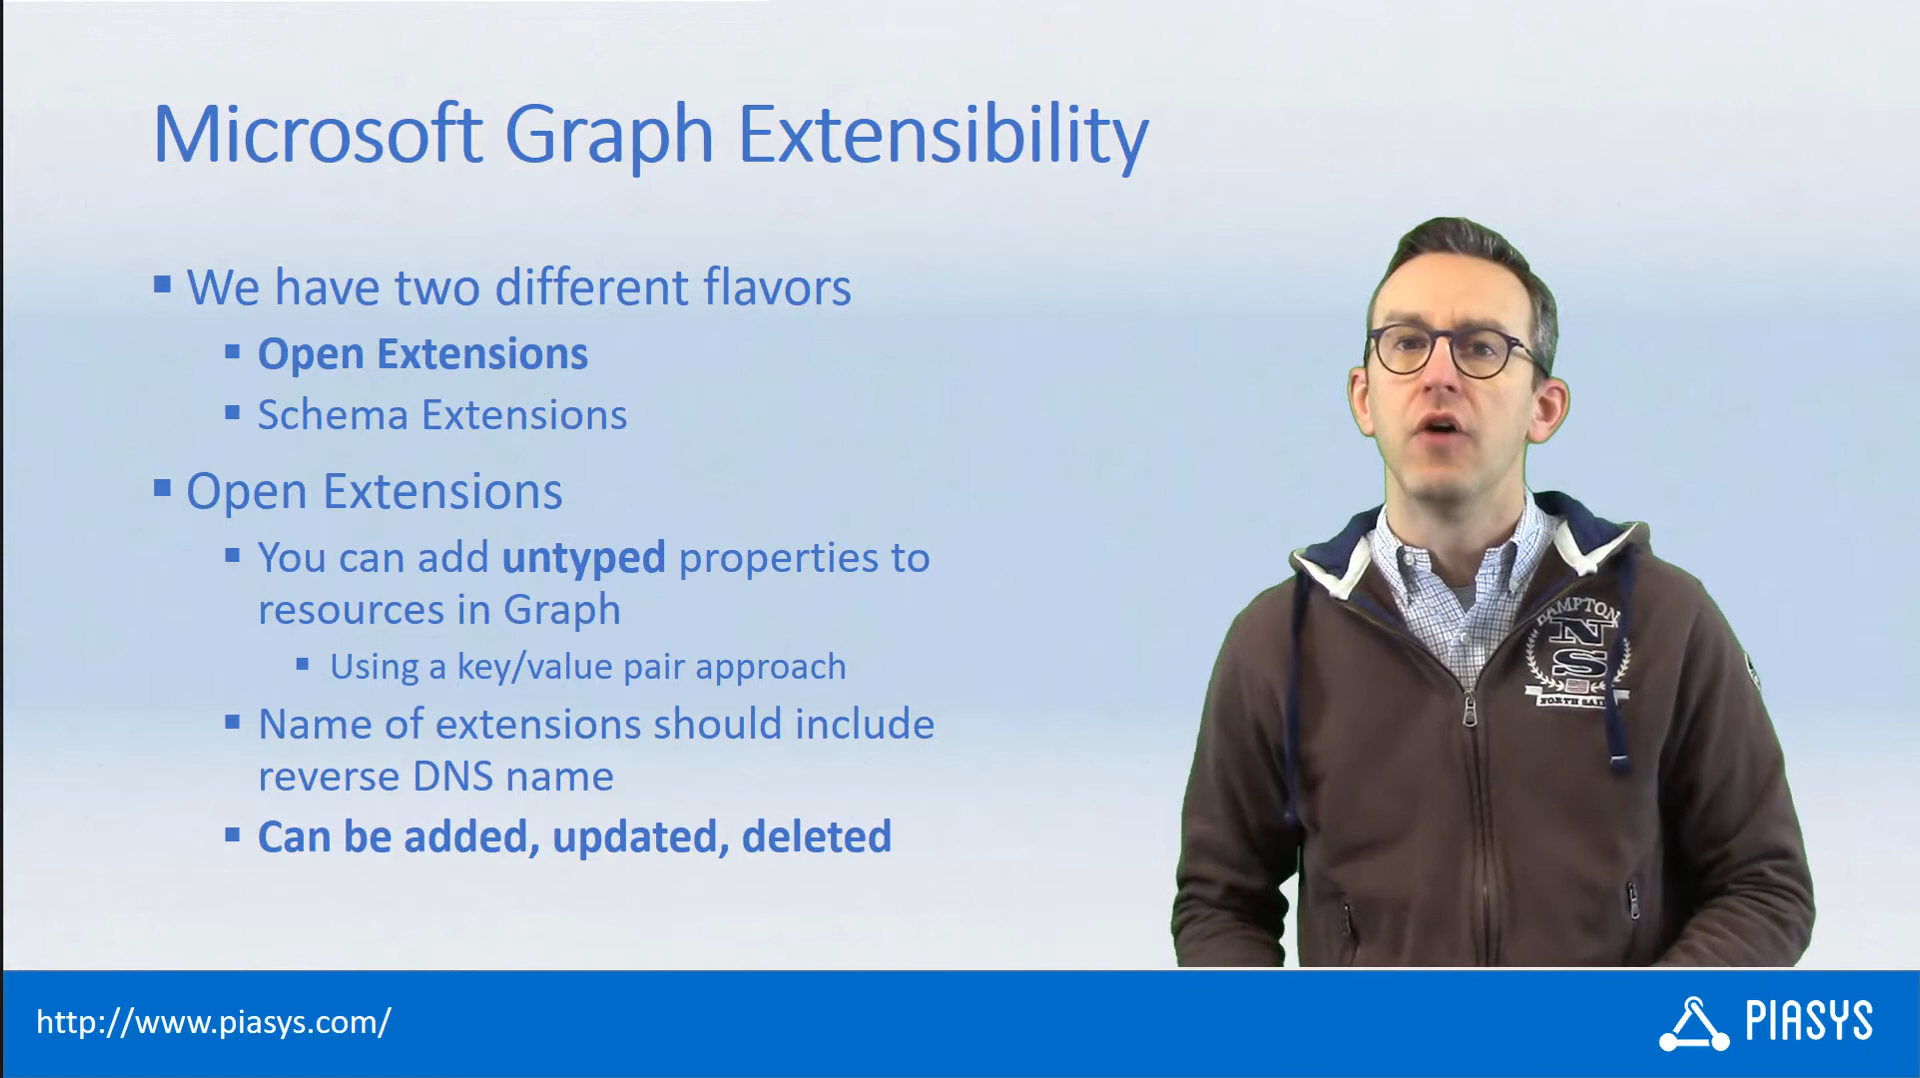 Microsoft Graph Extensibility
We have two different flavors
Open Extensions
Schema Extensions
Open Extensions
You can add untyped properties to
resources in Graph
Using a key/value pair approach
Name of extensions should include
reverse DNS name
Can be added, updated, deleted
NS
http://www.piasys.com/
PIASYS